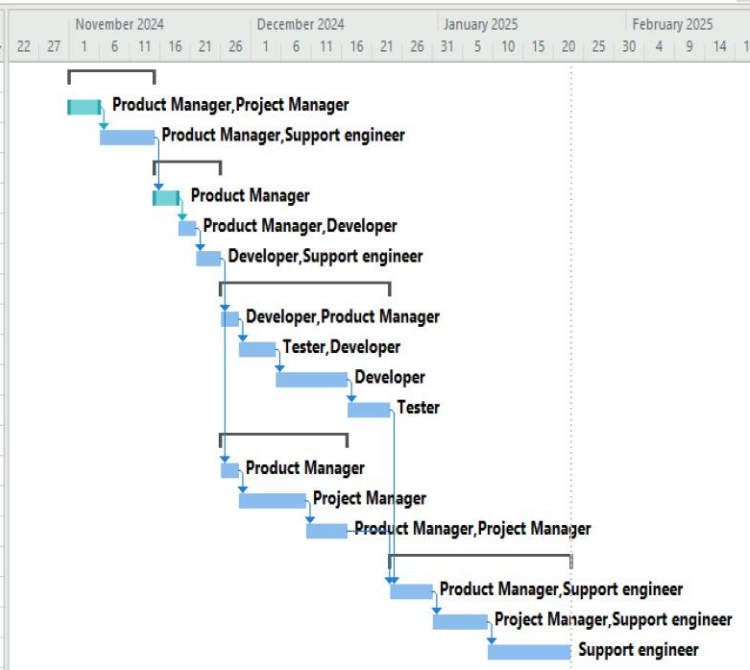 November 2024 December 2024 January 2025 February 2025
22 27 1 6 11 16 21 26 1 6 11 16 21 26 31 5 10 15 20 25 30 4 9 14
Product Manager,Project Manager
Product Manager,Support engineer
Product Manager
Product Manager,Developer
Developer,Support engineer
Developer,Product Manager
Tester,Developer
Developer
Tester
Product Manager
Project Manager
Product Manager,Project Manager
Product Manager,Support engineer
Project Manager,Support engineer
Support engineer